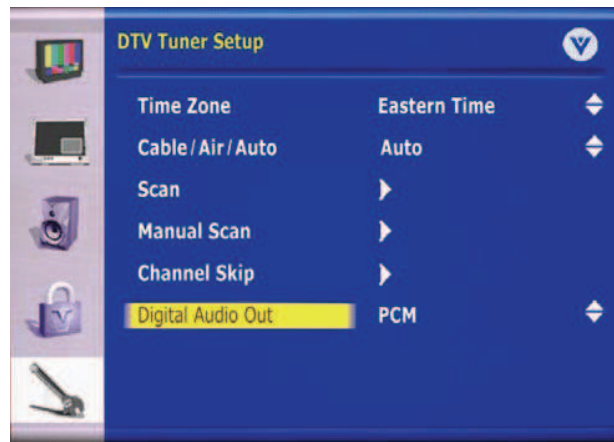 DTV Tuner Setup
Time Zone Eastern Time
Cable/Air/Auto Auto
Scan
Manual Scan
Channel Skip
Digital Audio Out PCM